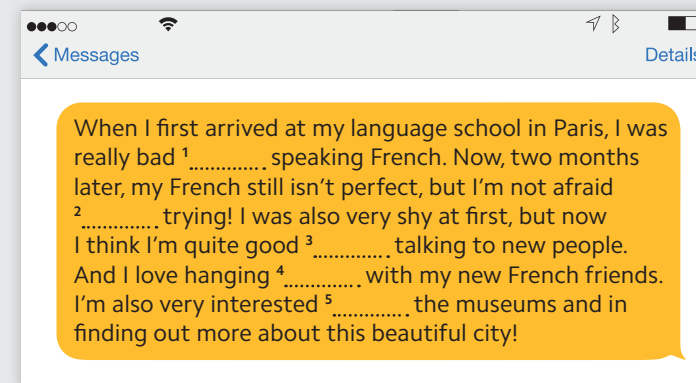 Messages
Details
When I first arrived at my language school in Paris, I was
really bad ¹............ speaking French. Now, two months
later, my French still isn’t perfect, but I’m not afraid
²............ trying! I was also very shy at first, but now
I think I’m quite good ³............ talking to new people.
And I love hanging ⁴............ with my new French friends.
I’m also very interested ⁵............ the museums and in
finding out more about this beautiful city!